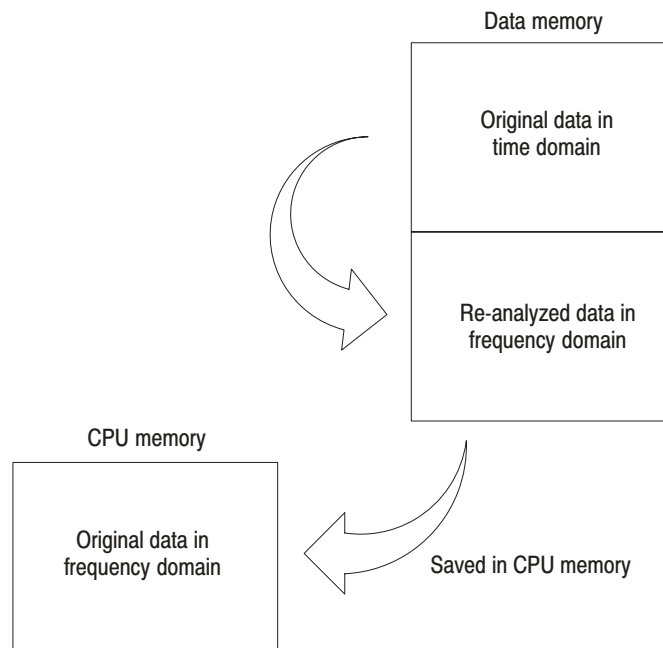 Data memory
Original data in
time domain
Re-analyzed data in
frequency domain
CPU memory
Original data in
frequency domain
Saved in CPU memory